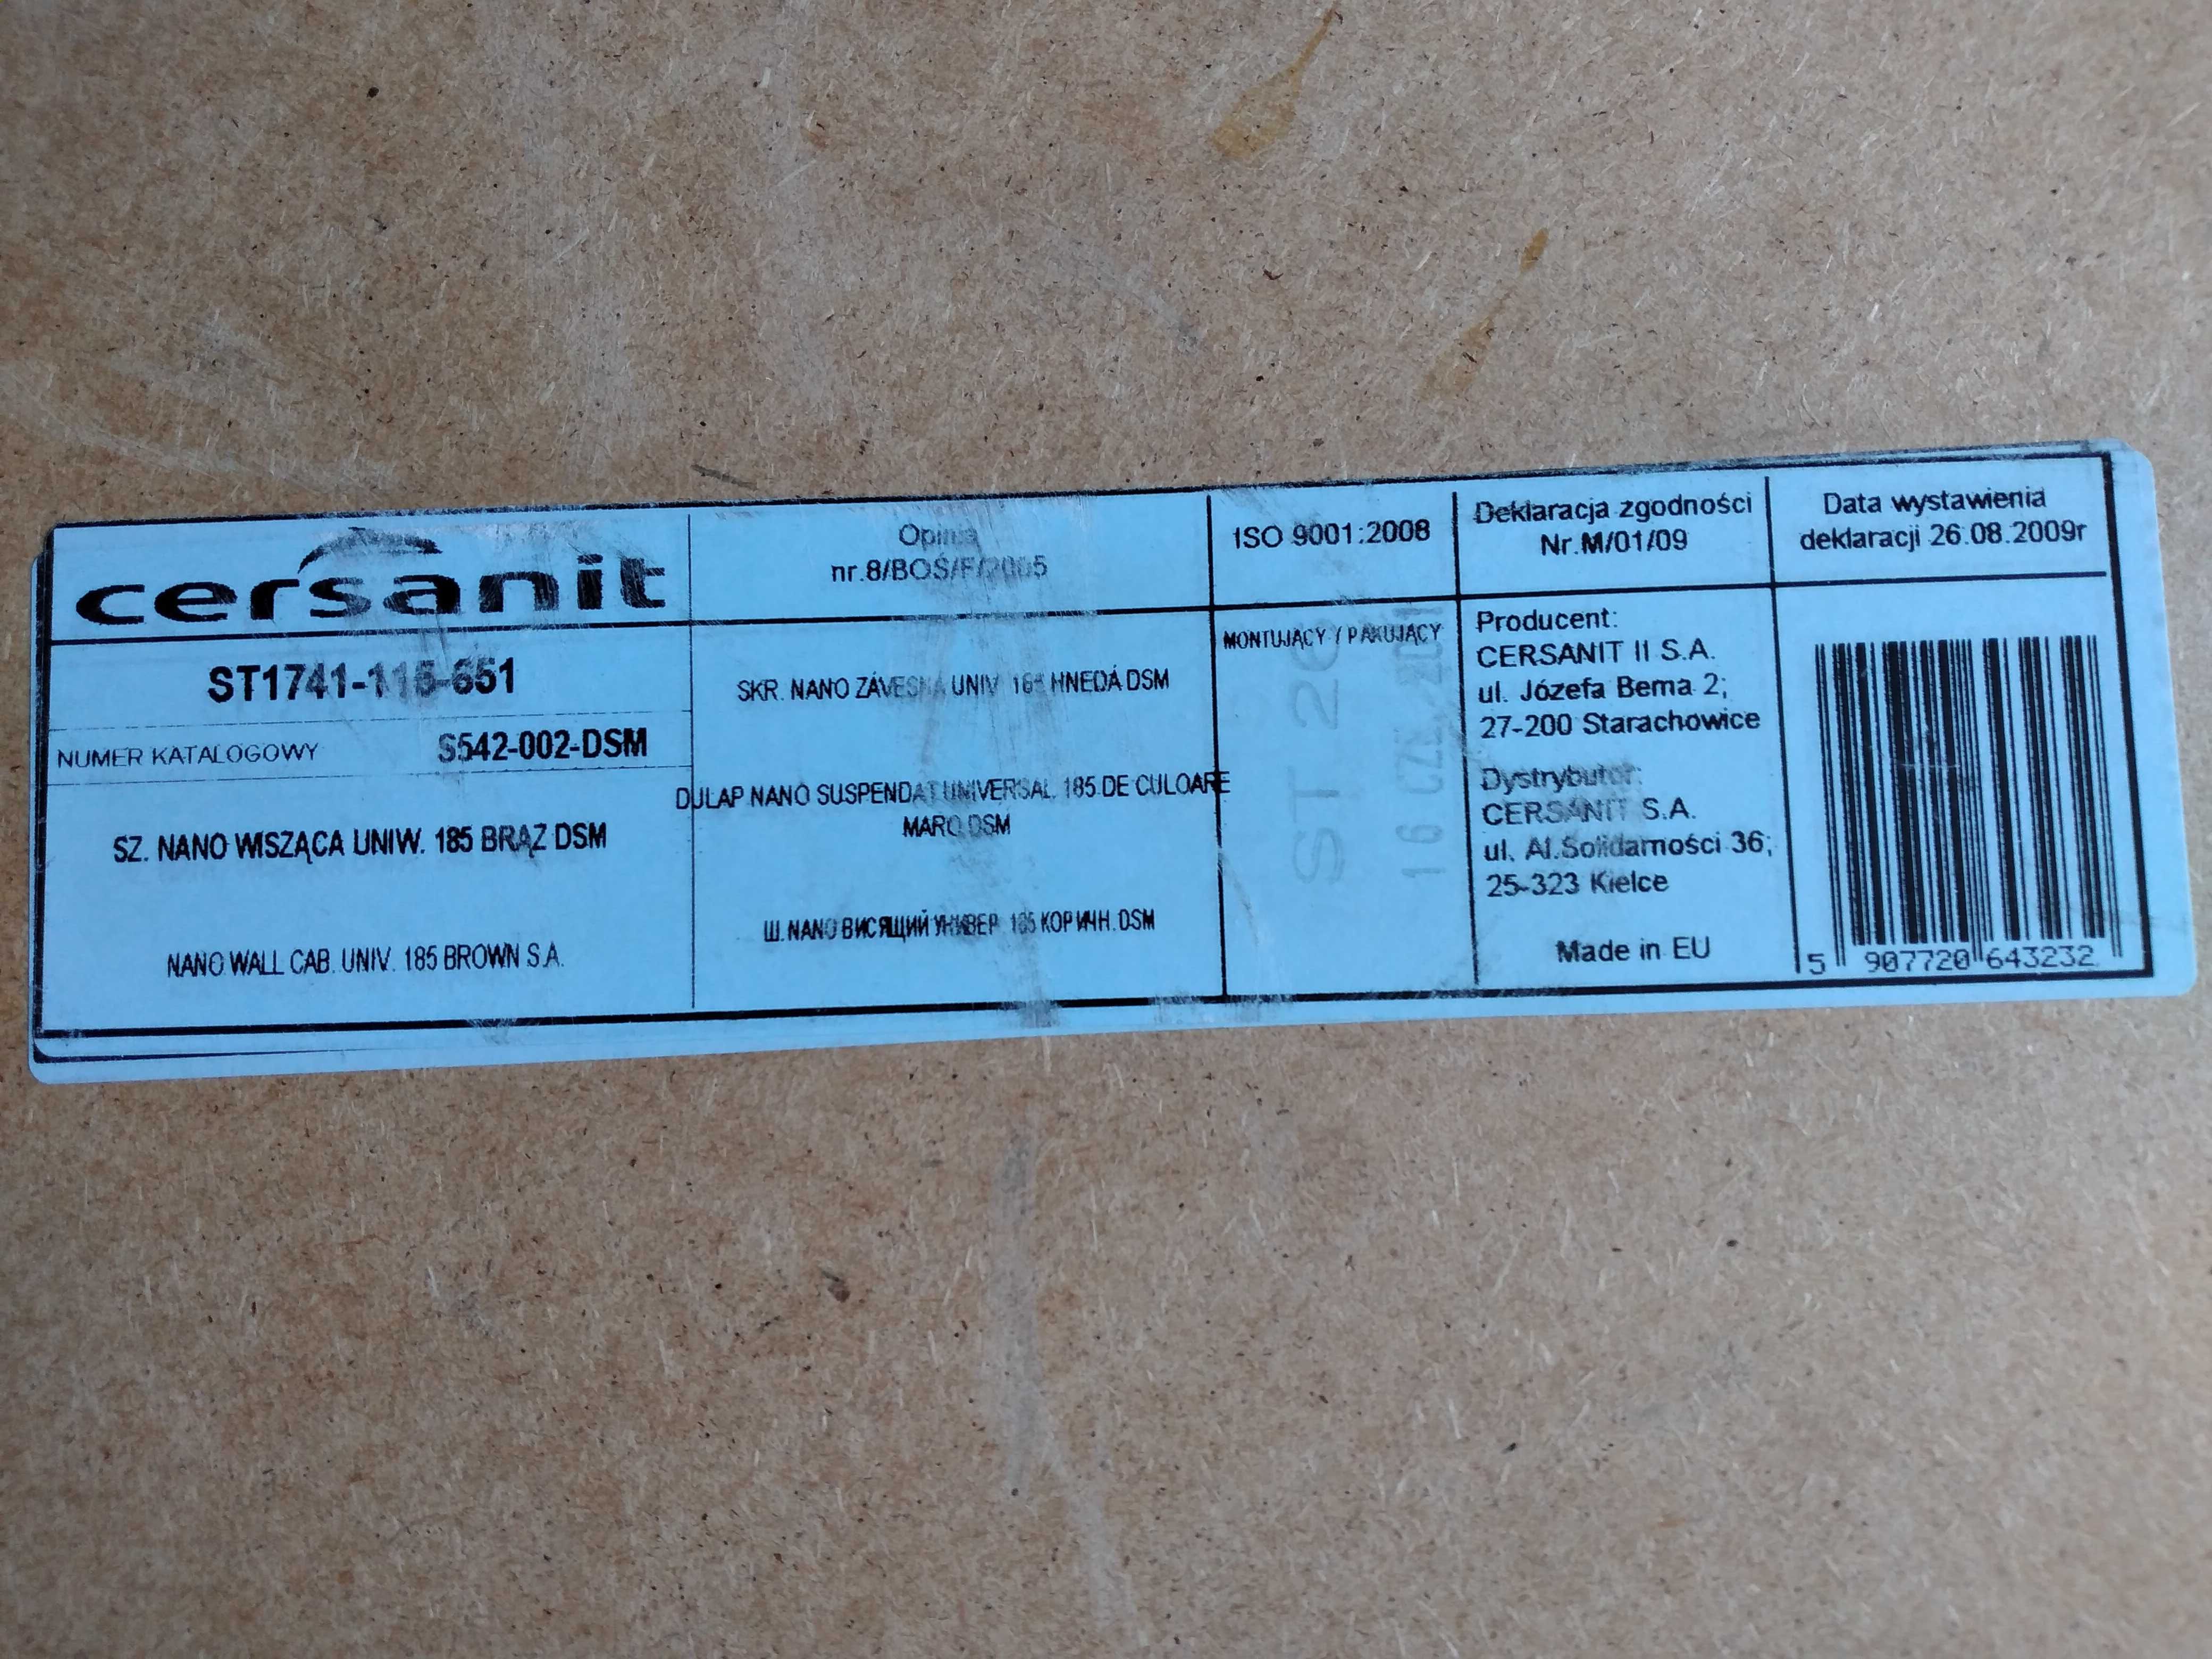 cersanit
ST1741-115-651
NUMER KATALOGOWY S542-002-DSM
SZ. NANO WISZĄCA UNIW. 185 BRĄZ DSM
NANO WALL CAB. UNIV. 185 BROWN S.A.
Opinia
nr.8/BOŚ/F/2005
SKR. NANO ZÁVESNÁ UNIV. 185 HNEDÁ DSM
DULAP NANO SUSPENDAT UNIVERSAL 185 DE CULOARE
MARO DSM
Ш. NANO ВИСЯЩИЙ УНИВЕР. 185 КОРИЧН. DSM
ISO 9001:2008
MONTUJĄCY / PAKUJĄCY
ST 26
16 CZE
Deklaracja zgodności
Nr.M/01/09
Producent:
CERSANIT II S.A.
ul. Józefa Bema 2;
27-200 Starachowice
Dystrybutor:
CERSANIT S.A.
ul. Al.Solidarności 36;
25-323 Kielce
Made in EU
Data wystawienia
deklaracji 26.08.2009r
5 907720 643232